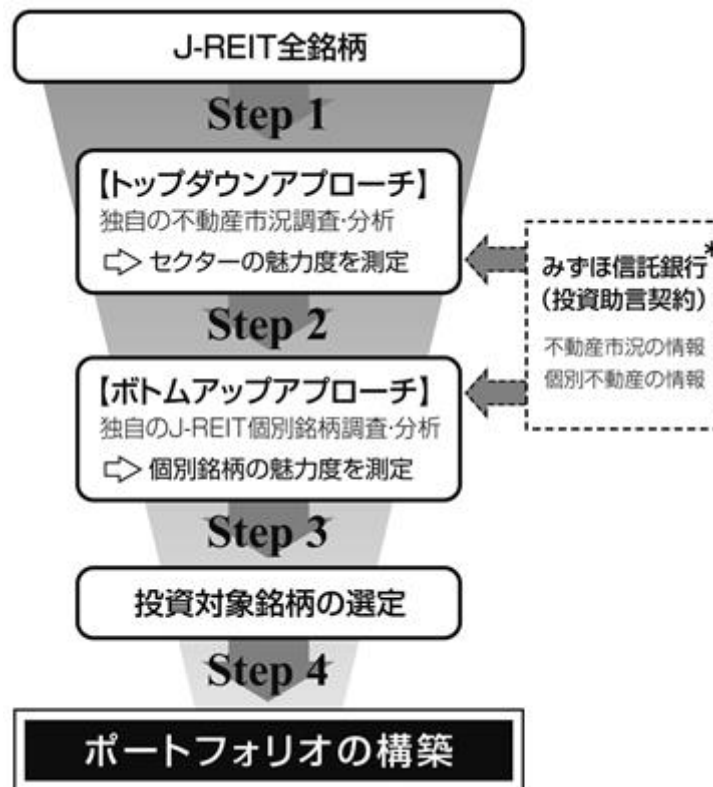 J-REIT全銘柄
Step 1
【トップダウンアプローチ】
独自の不動産市況調査・分析
⇨ セクターの魅力度を測定
みずほ信託銀行*
（投資助言契約）
不動産市況の情報
個別不動産の情報
Step 2
【ボトムアップアプローチ】
独自のJ-REIT個別銘柄調査・分析
⇨ 個別銘柄の魅力度を測定
Step 3
投資対象銘柄の選定
Step 4
ポートフォリオの構築